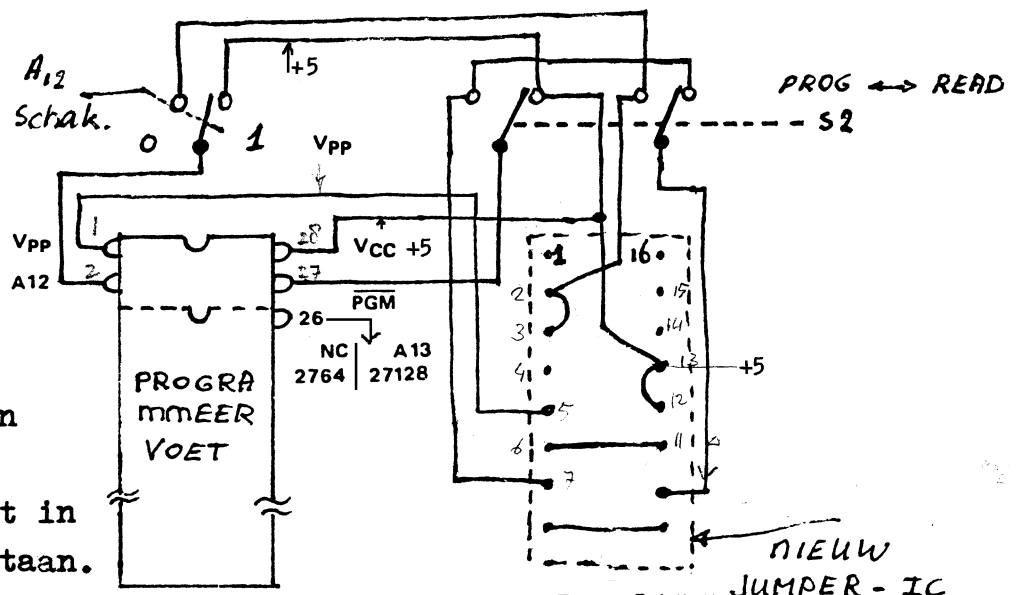 A12
Schak.
0 1
+5
PROG ↔ READ
S2
VPP
VPP
1
28
VCC +5
A12
2
27
PGM
26
NC | A13
2764 | 27128
PROGRA
MMEER
VOET
n
t in
taan.
1 16
2 15
3 14
4 13
+5
5 12
6 11
7
NIEUW
JUMPER - IC